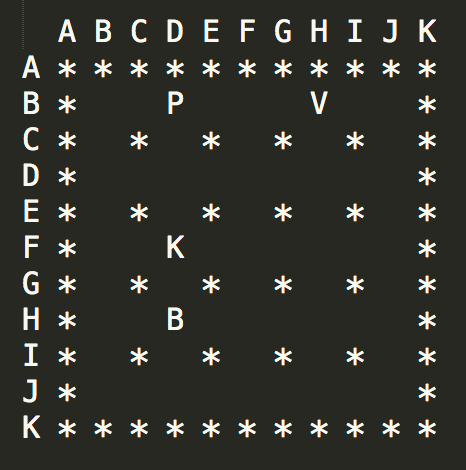 A B C D E F G H I J K
A * * * * * * * * * * *
B *     P       V     *
C *   *   *   *   *   *
D *                   *
E *   *   *   *   *   *
F *     K             *
G *   *   *   *   *   *
H *     B             *
I *   *   *   *   *   *
J *                   *
K * * * * * * * * * * *